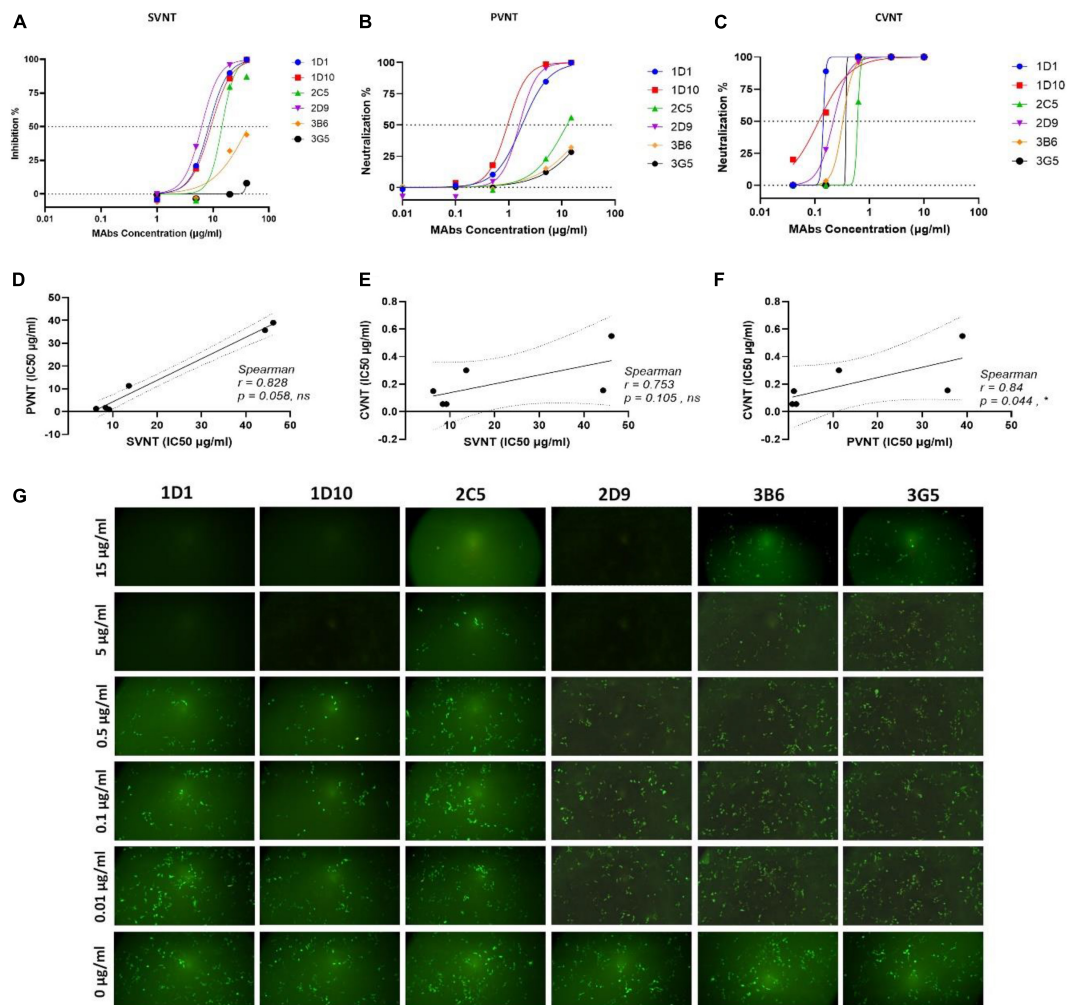 A
SVNT
Inhibition %
100
75
50
25
0
0.01
0.1
1
10
100
MAbs Concentration (µg/ml)
1D1
1D10
2C5
2D9
3B6
3G5
B
PVNT
Neutralization %
100
75
50
25
0
0.01
0.1
1
10
100
MAbs Concentration (µg/ml)
1D1
1D10
2C5
2D9
3B6
3G5
C
CVNT
Neutralization %
100
75
50
25
0
0.01
0.1
1
10
100
MAbs Concentration (µg/ml)
1D1
1D10
2C5
2D9
3B6
3G5
D
PVNT (IC50 µg/ml)
50
40
30
20
10
0
-10
0
10
20
30
40
50
SVNT (IC50 µg/ml)
Spearman
r = 0.828
p = 0.058, ns
E
CVNT (IC50 µg/ml)
0.8
0.6
0.4
0.2
0.0
-0.2
0
10
20
30
40
50
SVNT (IC50 µg/ml)
Spearman
r = 0.753
p = 0.105 , ns
F
CVNT (IC50 µg/ml)
0.8
0.6
0.4
0.2
0.0
-0.2
0
10
20
30
40
50
PVNT (IC50 µg/ml)
Spearman
r = 0.84
p = 0.044 , *
G
1D1 1D10 2C5 2D9 3B6 3G5
15 µg/ml
5 µg/ml
0.5 µg/ml
0.1 µg/ml
0.01 µg/ml
0 µg/ml